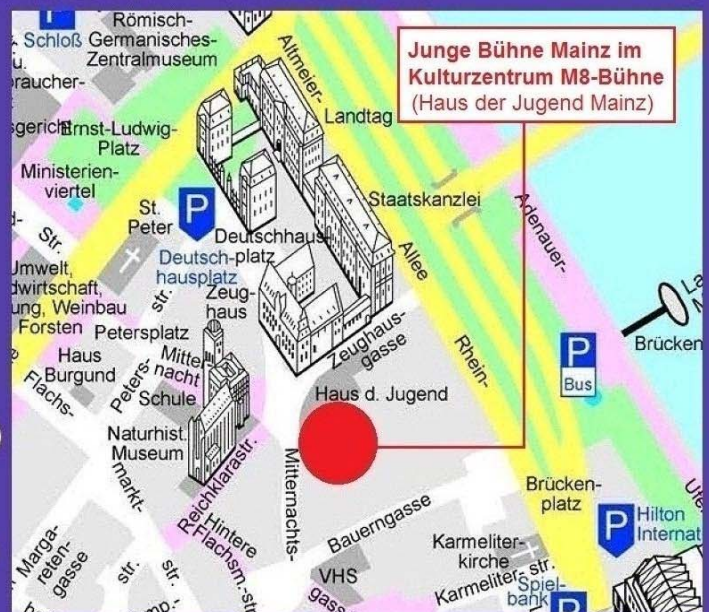 Junge Bühne Mainz im
Kulturzentrum M8-Bühne
(Haus der Jugend Mainz)
Römisch-
Germanisches-
Zentralmuseum
P
Schloß
u.
braucher-
Ernst-Ludwig-
Platz
Ministerien-
viertel
Altmeier-
Landtag
Staatskanzlei
Allee
Adenauer-
St.
Peter
P
Deutsch-
hausplatz
Deutschhaus-
platz
Str.
Umwelt,
dwirtschaft,
ung, Weinbau
Forsten
Zeug-
haus
str.
Petersplatz
Peters-
Haus
Burgund
Flachs-
Mitter
nacht
Schule
Naturhist.
Museum
markt-
Zeughaus-
gasse
Rhein-
P
Bus
Brücken
Haus d. Jugend
Reichklarastr.
Mitternachts-
Hintere
Flachsm.-str
Bauerngasse
Brücken-
platz
P
Hilton
Internat
Ufe
Karmeliter-
kirche
Karmeliter-
str.
Spiel-
bank
P
VHS
gass
Marga-
reten-
gasse
str.
str.